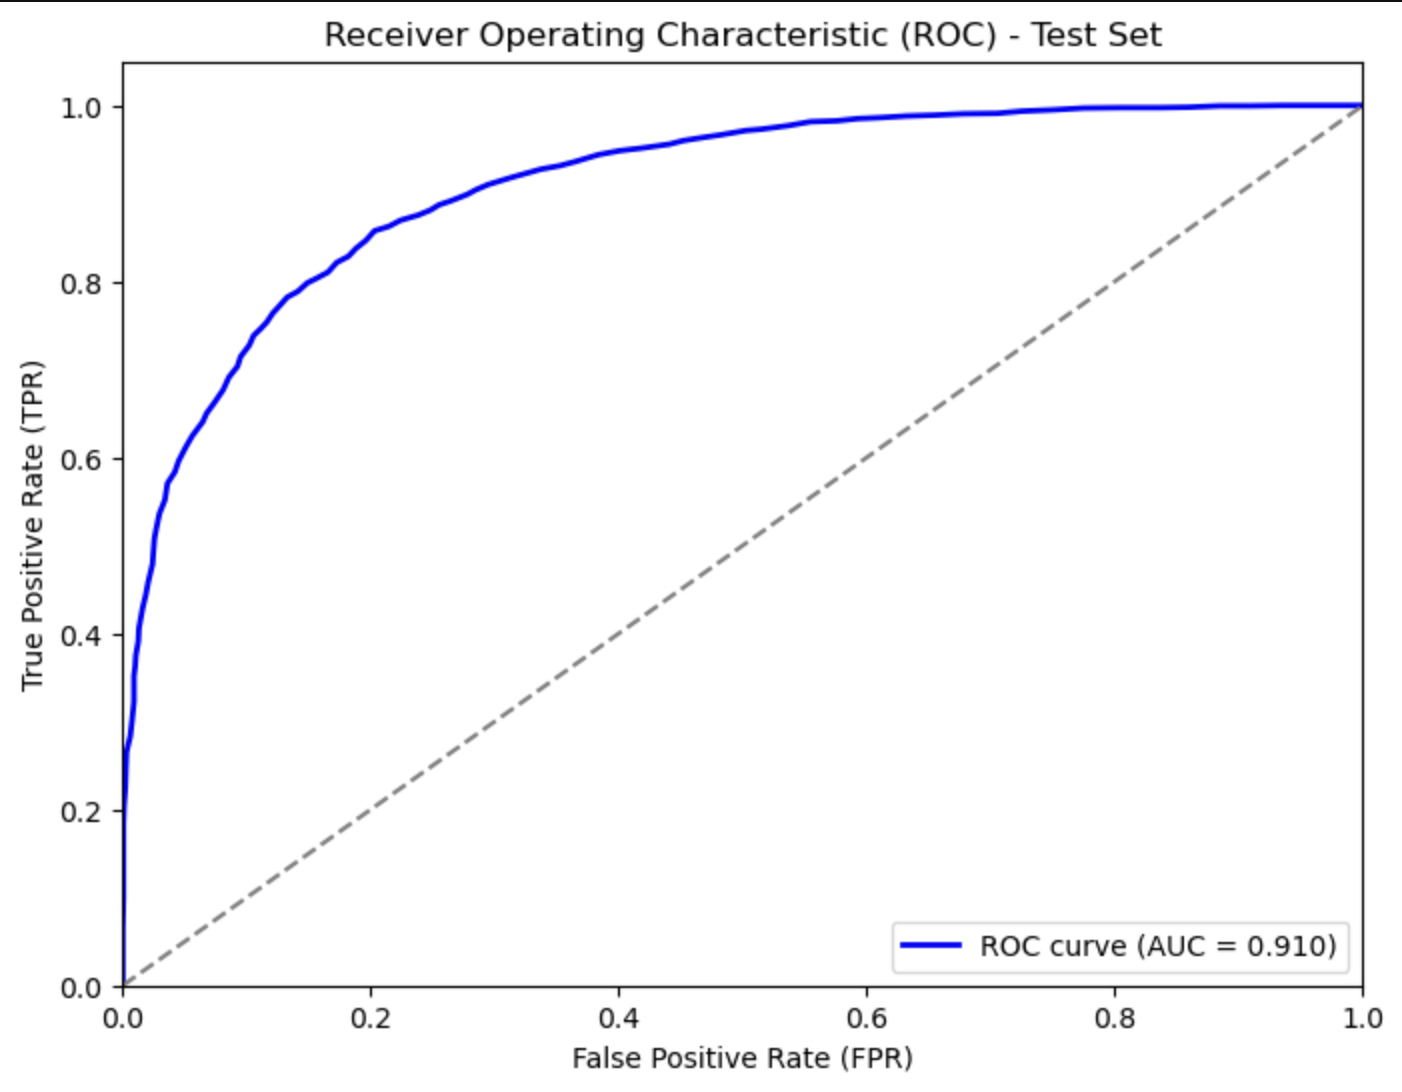 Receiver Operating Characteristic (ROC) - Test Set
True Positive Rate (TPR)
1.0
0.8
0.6
0.4
0.2
0.0
ROC curve (AUC = 0.910)
0.0 0.2 0.4 0.6 0.8 1.0
False Positive Rate (FPR)